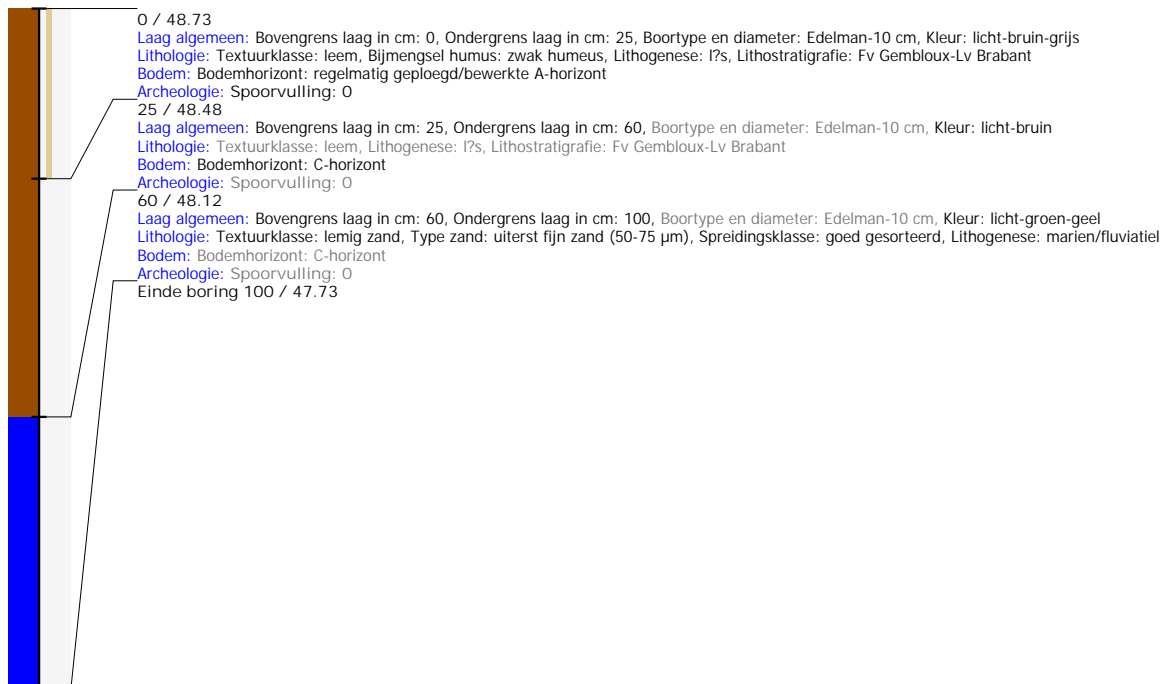 0 / 48.73
Laag algemeen: Bovengrens laag in cm: 0, Ondergrens laag in cm: 25, Boortype en diameter: Edelman-10 cm, Kleur: licht-bruin-grijs
Lithologie: Textuurklasse: leem, Bijmengsel humus: zwak humeus, Lithogenese: l?s, Lithostratigrafie: Fv Gembloux-Lv Brabant
Bodem: Bodemhorizont: regelmatig geploegd/bewerkte A-horizont
Archeologie: Spoorvulling: 0
25 / 48.48
Laag algemeen: Bovengrens laag in cm: 25, Ondergrens laag in cm: 60, Boortype en diameter: Edelman-10 cm, Kleur: licht-bruin
Lithologie: Textuurklasse: leem, Lithogenese: l?s, Lithostratigrafie: Fv Gembloux-Lv Brabant
Bodem: Bodemhorizont: C-horizont
Archeologie: Spoorvulling: 0
60 / 48.12
Laag algemeen: Bovengrens laag in cm: 60, Ondergrens laag in cm: 100, Boortype en diameter: Edelman-10 cm, Kleur: licht-groen-geel
Lithologie: Textuurklasse: lemig zand, Type zand: uiterst fijn zand (50-75 µm), Spreidingsklasse: goed gesorteerd, Lithogenese: marien/fluviatiel
Bodem: Bodemhorizont: C-horizont
Archeologie: Spoorvulling: 0
Einde boring 100 / 47.73